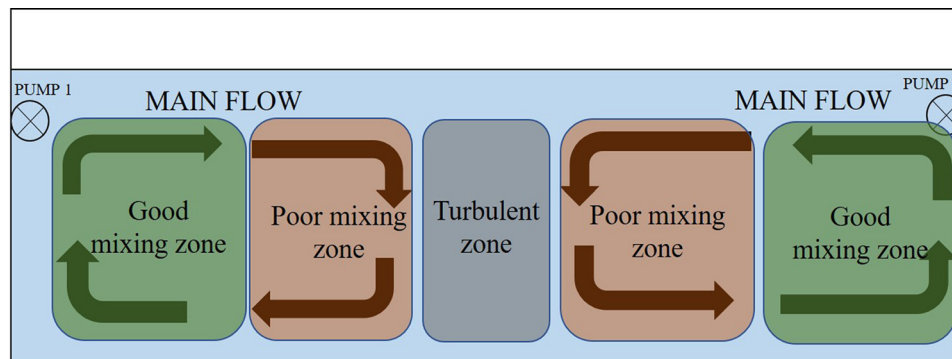 PUMP 1
MAIN FLOW
MAIN FLOW
PUMP
Good
mixing zone
Poor mixing
zone
Turbulent
zone
Poor mixing
zone
Good
mixing zone